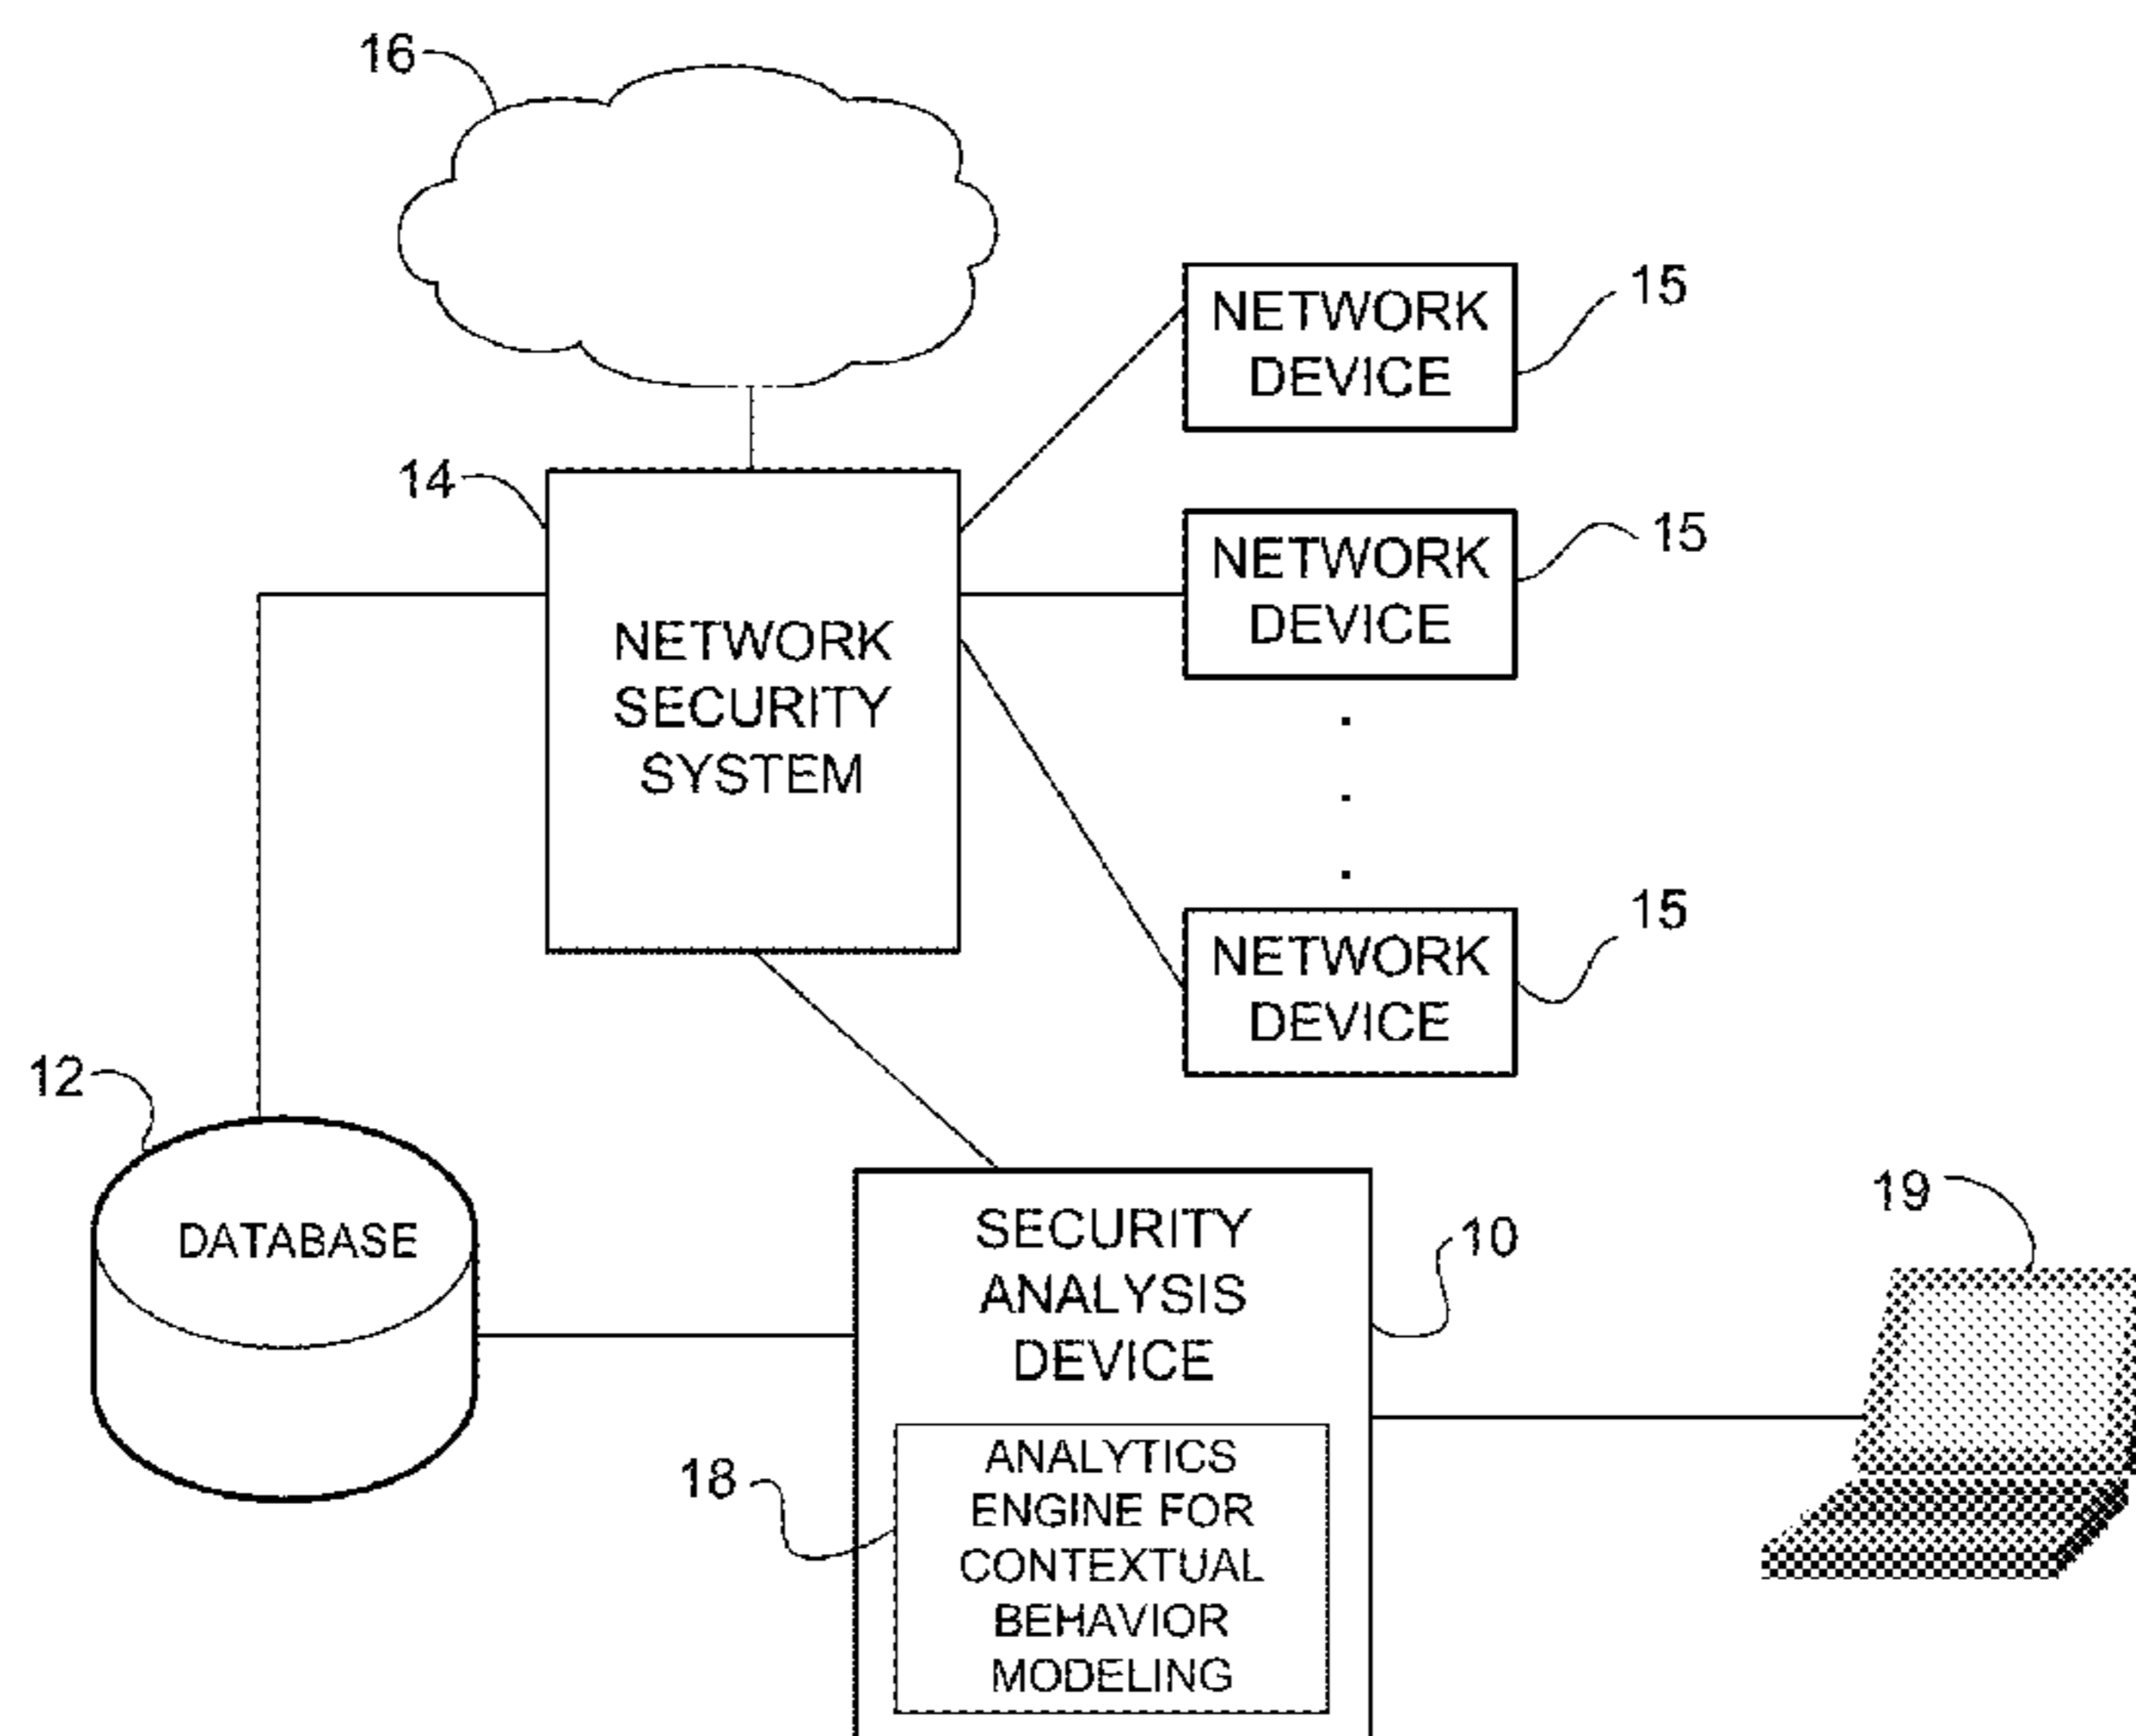 16
NETWORK
DEVICE
15
14
NETWORK
SECURITY
SYSTEM
NETWORK
DEVICE
15
.
.
.
NETWORK
DEVICE
15
12
DATABASE
SECURITY
ANALYSIS
DEVICE
10
19
18
ANALYTICS
ENGINE FOR
CONTEXTUAL
BEHAVIOR
MODELING